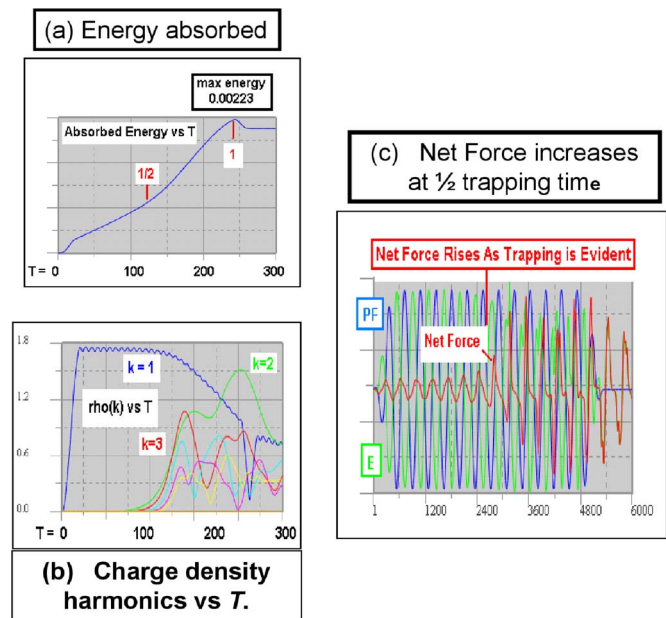 (a) Energy absorbed
max energy
0.00223
Absorbed Energy vs T
1/2
1
T = 0 100 200 300
1.8
1.2
0.6
0.0
k = 1
k=2
rho(k) vs T
k=3
T = 0 100 200 300
(b) Charge density
harmonics vs T.
(c) Net Force increases
at ½ trapping time
Net Force Rises As Trapping is Evident
PF
Net Force
E
1 1200 2400 3600 4800 6000